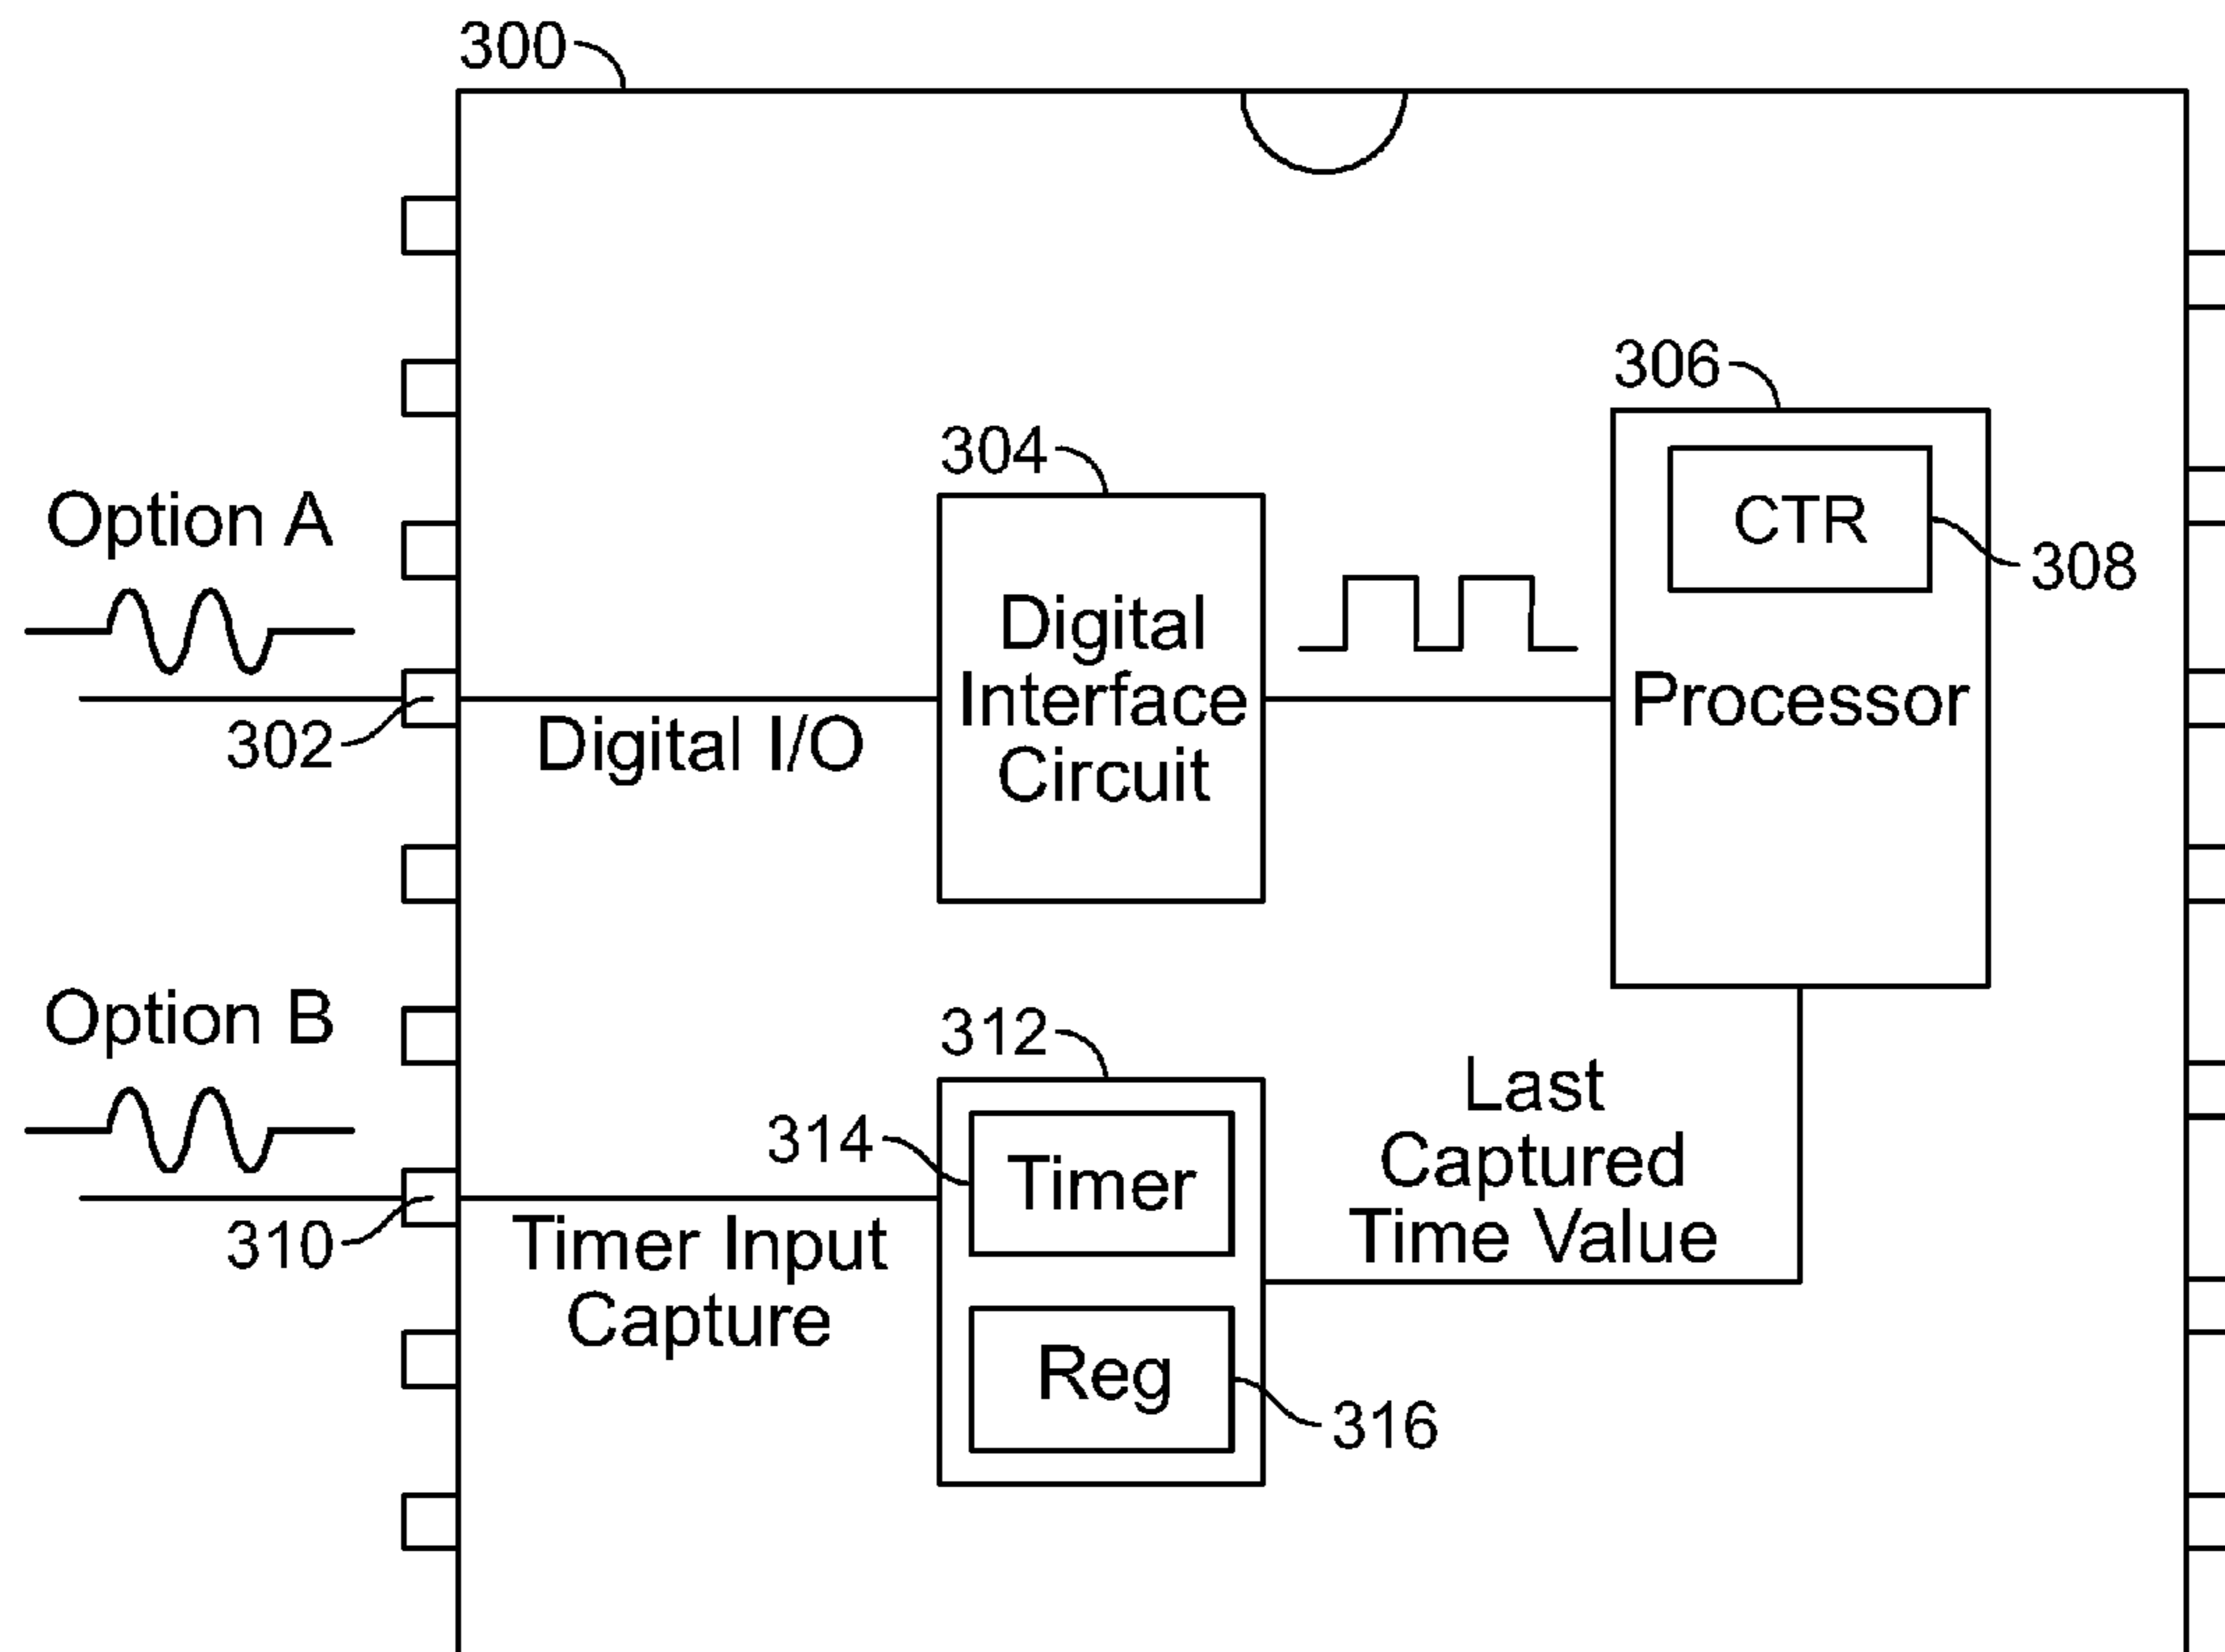 300
306
304
CTR
308
Option A
Digital
Interface
Circuit
Processor
302
Digital I/O
Option B
312
Last
Captured
Time Value
314
Timer
310
Timer Input
Capture
Reg
316